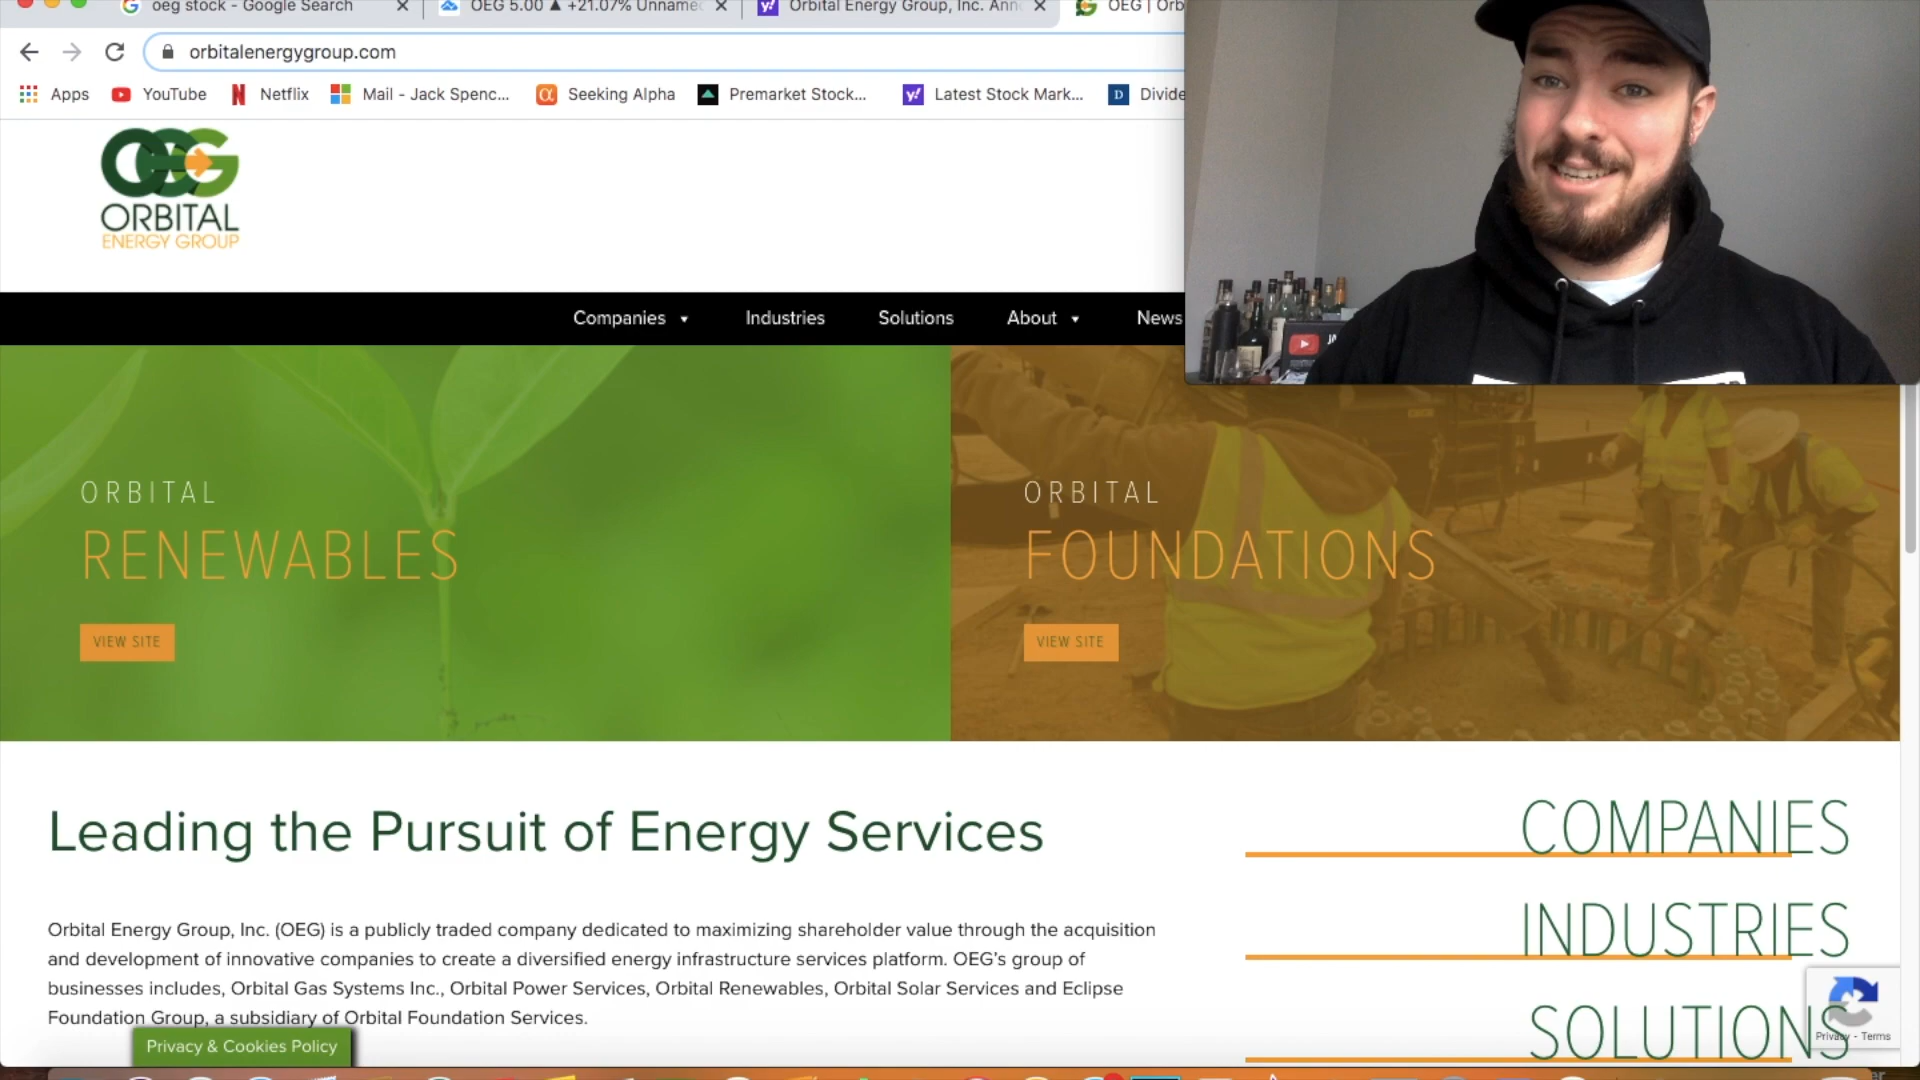 oeg stock - Google Search
OEG 5.00 ▲ +21.07% Unname
Orbital Energy Group, Inc. Ann
OEG | Orb
orbitalenergygroup.com
Apps
YouTube
Netflix
Mail - Jack Spenc...
Seeking Alpha
Premarket Stock...
Latest Stock Mark...
Divide
OEG
ORBITAL
ENERGY GROUP
Companies
Industries
Solutions
About
News
JA
ORBITAL
RENEWABLES
VIEW SITE
ORBITAL
FOUNDATIONS
VIEW SITE
Leading the Pursuit of Energy Services
Orbital Energy Group, Inc. (OEG) is a publicly traded company dedicated to maximizing shareholder value through the acquisition
and development of innovative companies to create a diversified energy infrastructure services platform. OEG's group of
businesses includes, Orbital Gas Systems Inc., Orbital Power Services, Orbital Renewables, Orbital Solar Services and Eclipse
Foundation Group, a subsidiary of Orbital Foundation Services.
COMPANIES
INDUSTRIES
SOLUTIONS
Privacy & Cookies Policy
Privacy - Terms